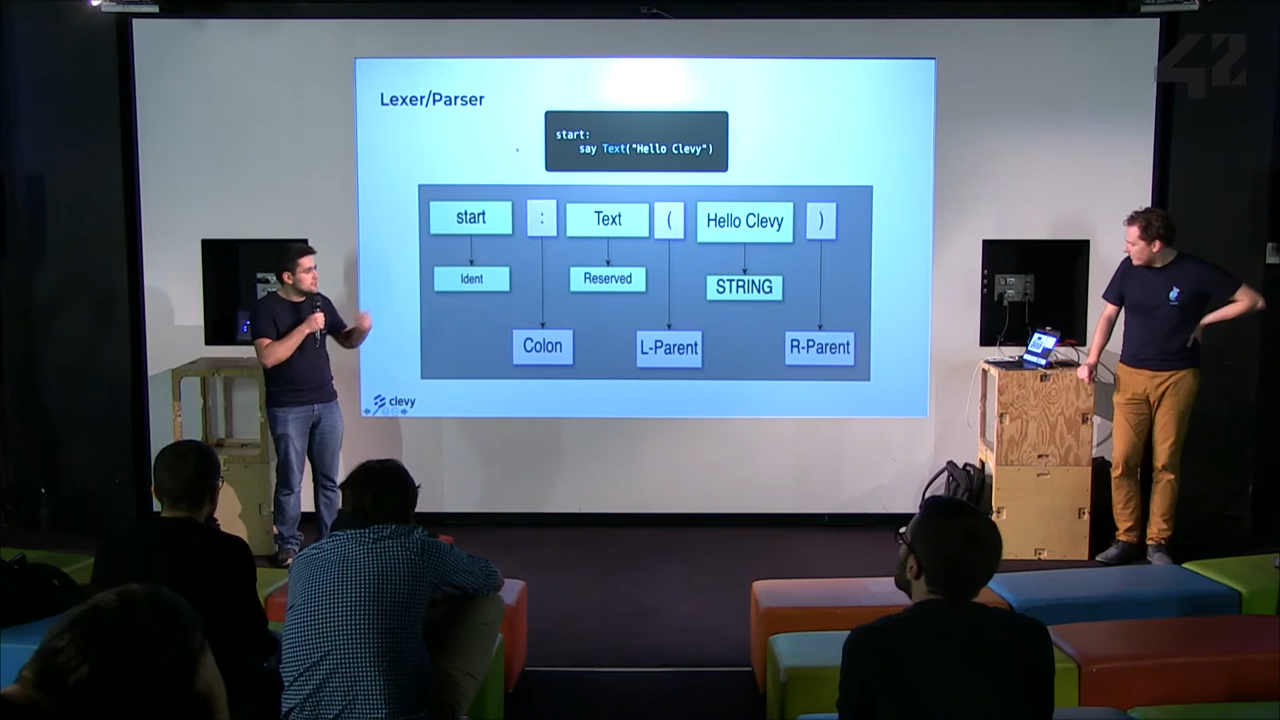 42
Lexer/Parser
start:
say Text("Hello Clevy")
start : Text ( Hello Clevy )
Ident Reserved STRING
Colon L-Parent R-Parent
clevy